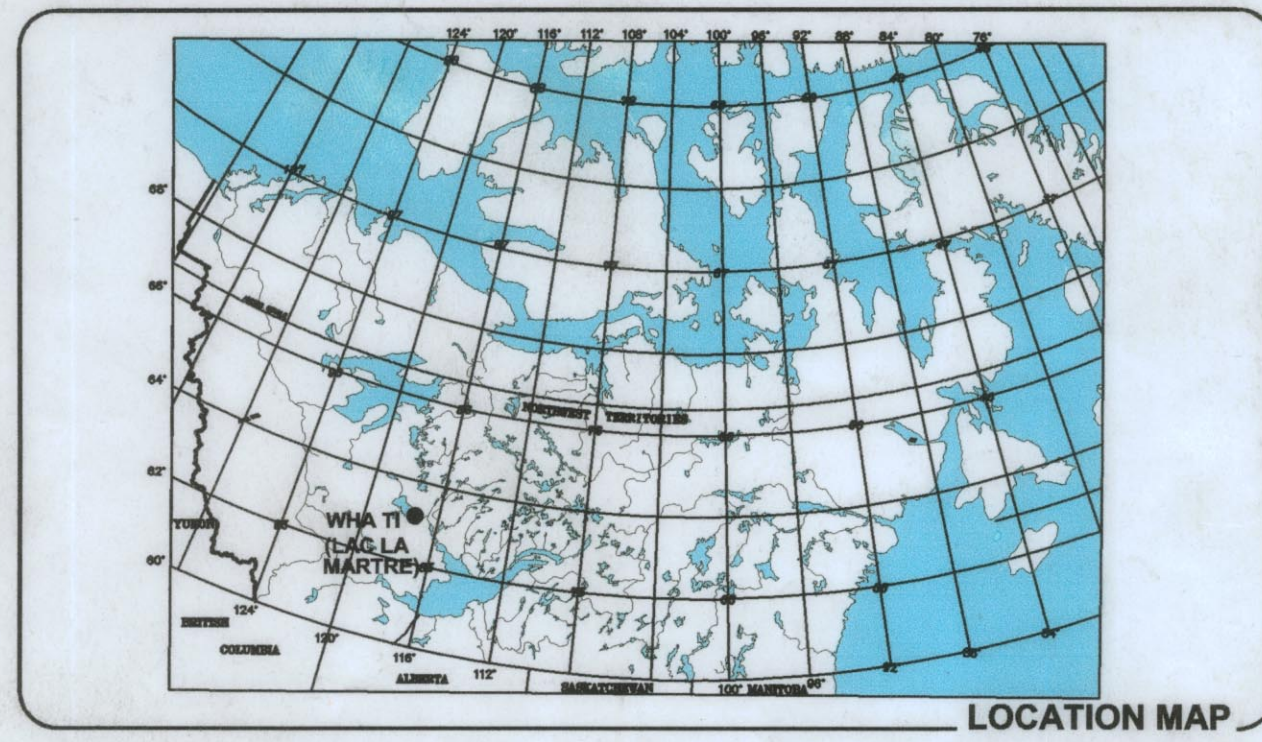 124° 120° 116° 112° 108° 104° 100° 96° 92° 88° 84° 80° 76°
68°
66°
64°
62°
60°
NORTHWEST TERRITORIES
WHA TI
(LAC LA
MARTRE)
YUKON
BRITISH
COLUMBIA
124°
120°
116°
ALBERTA
112°
SASKATCHEWAN
100° MANITOBA 96°
LOCATION MAP